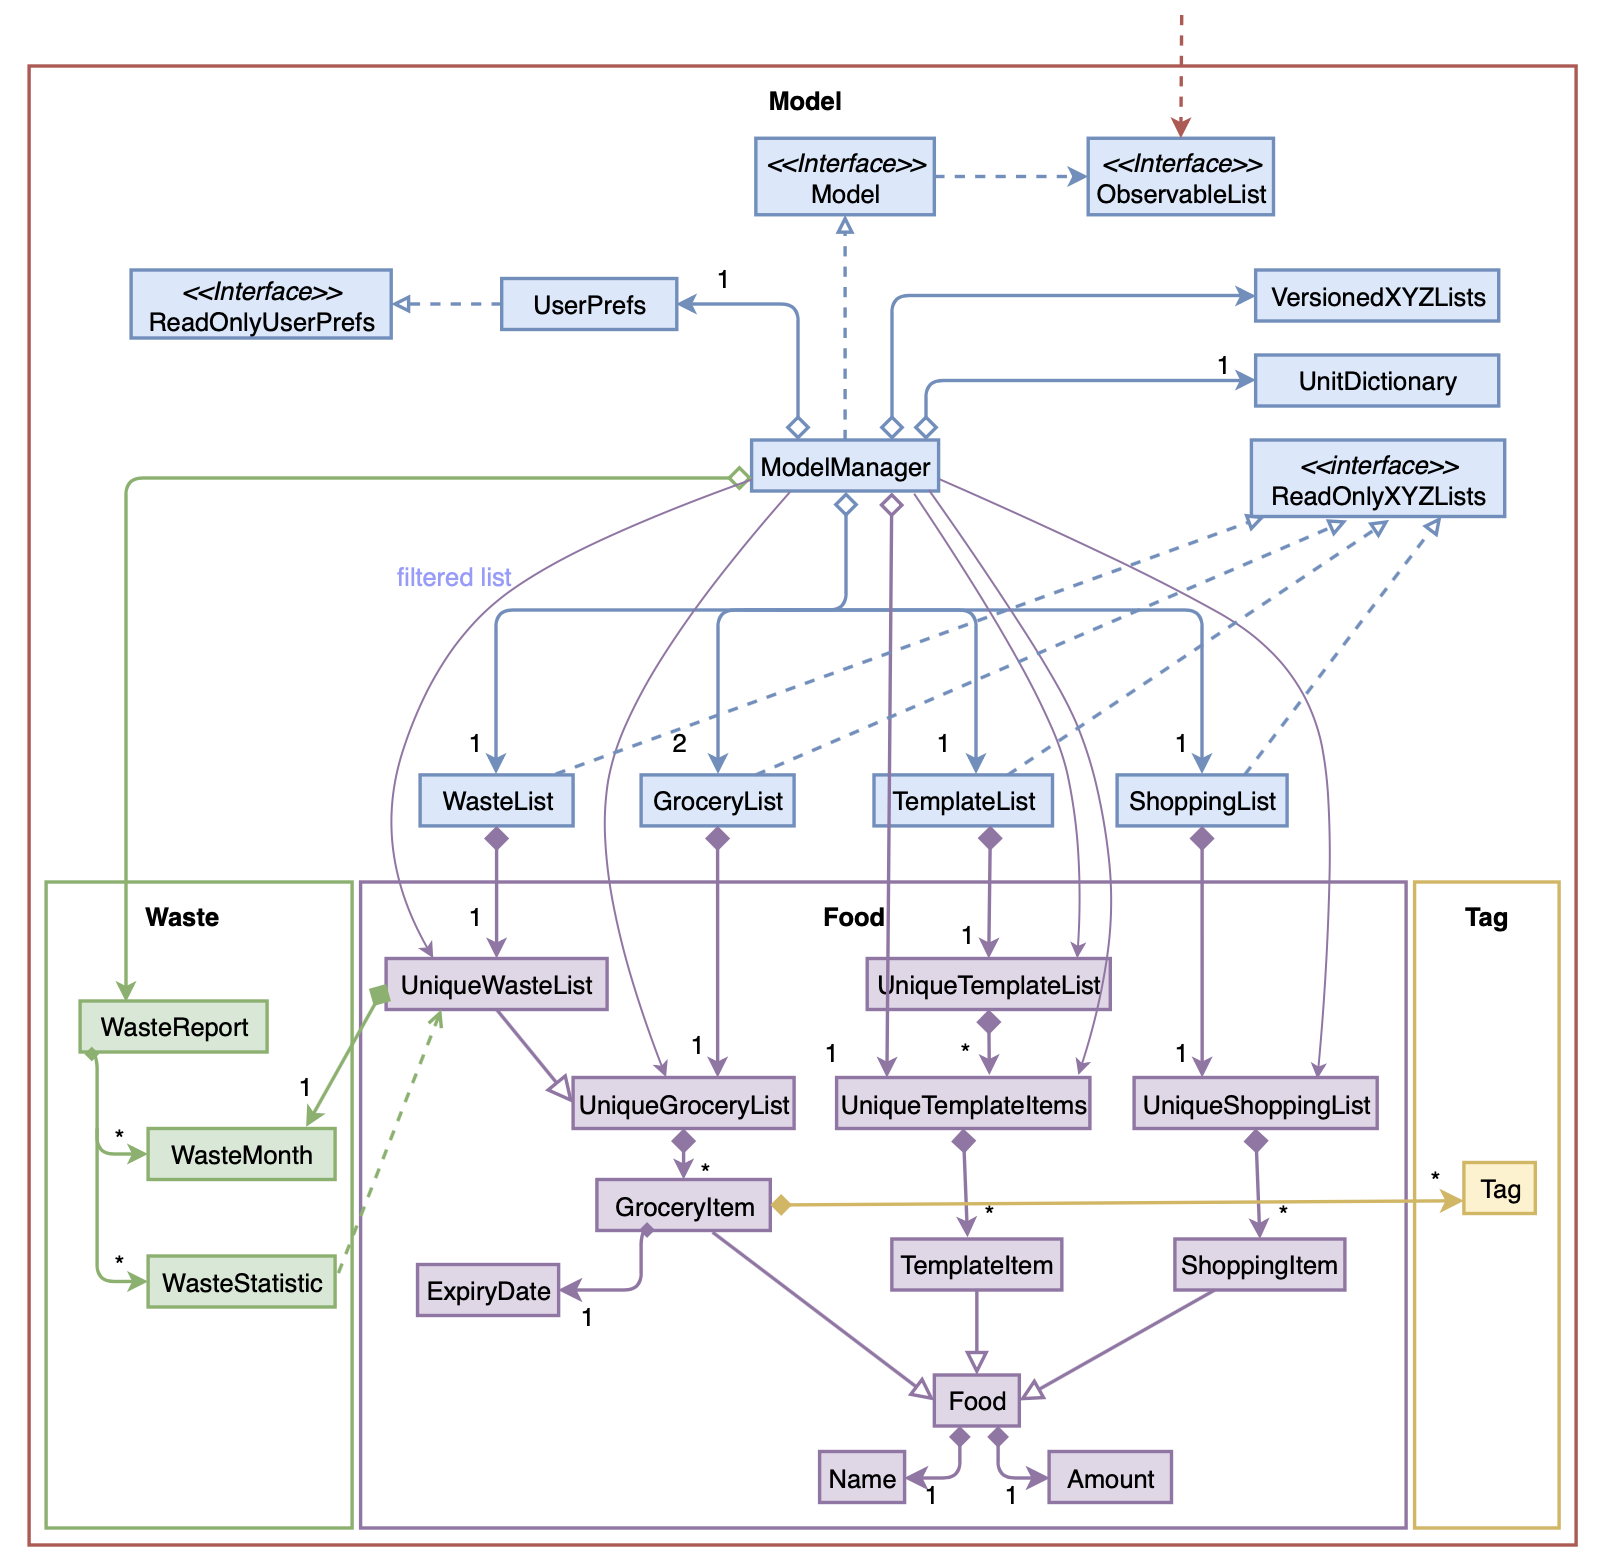 Model
<<Interface>>
Model
<<Interface>>
ObservableList
<<Interface>>
ReadOnlyUserPrefs
UserPrefs
1
VersionedXYZLists
1
UnitDictionary
ModelManager
<<interface>>
ReadOnlyXYZLists
filtered list
1
2
1
1
WasteList
GroceryList
TemplateList
ShoppingList
Waste
1
Food
Tag
1
UniqueWasteList
UniqueTemplateList
WasteReport
1
1
*
1
1
UniqueGroceryList
UniqueTemplateItems
UniqueShoppingList
*
WasteMonth
*
GroceryItem
*
Tag
*
*
*
WasteStatistic
ExpiryDate
1
TemplateItem
ShoppingItem
Food
Name
1
1
Amount